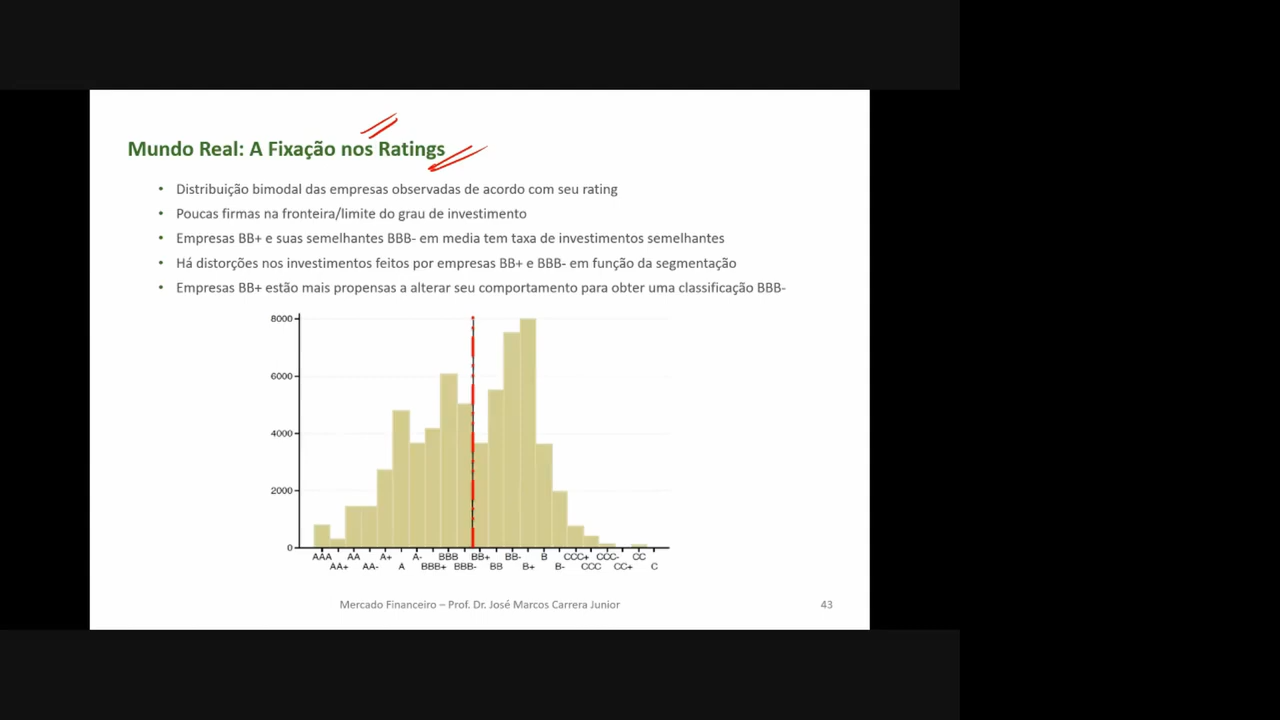 Mundo Real: A Fixação nos Ratings
• Distribuição bimodal das empresas observadas de acordo com seu rating
• Poucas firmas na fronteira/limite do grau de investimento
• Empresas BB+ e suas semelhantes BBB- em media tem taxa de investimentos semelhantes
• Há distorções nos investimentos feitos por empresas BB+ e BBB- em função da segmentação
• Empresas BB+ estão mais propensas a alterar seu comportamento para obter uma classificação BBB-
8000
6000
4000
2000
0
AAA AA A+ A- BBB BB+ BB- B CCC+ CCC- CC
AA+ AA- A BBB+ BBB- BB B+ B- CCC CC+ C
Mercado Financeiro – Prof. Dr. José Marcos Carrera Junior 43